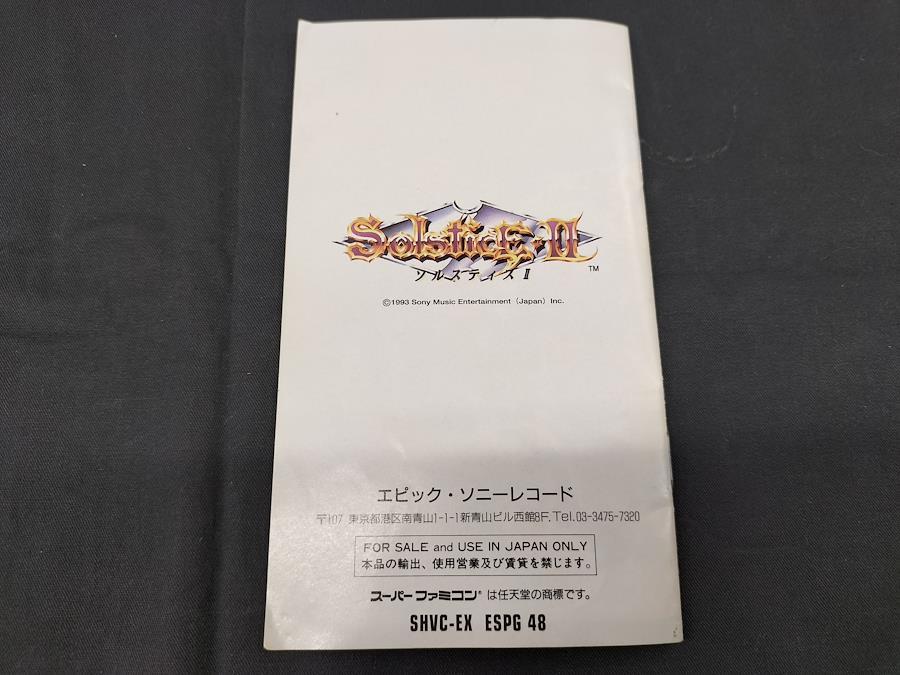 SolsticE・II
™
ソルスティスⅡ
©1993 Sony Music Entertainment (Japan) Inc.
エピック・ソニーレコード
〒107 東京都港区南青山1-1-1新青山ビル西館8F. Tel.03-3475-7320
FOR SALE and USE IN JAPAN ONLY
本品の輸出、使用営業及び賃貸を禁じます。
スーパーファミコン® は任天堂の商標です。
SHVC-EX ESPG 48